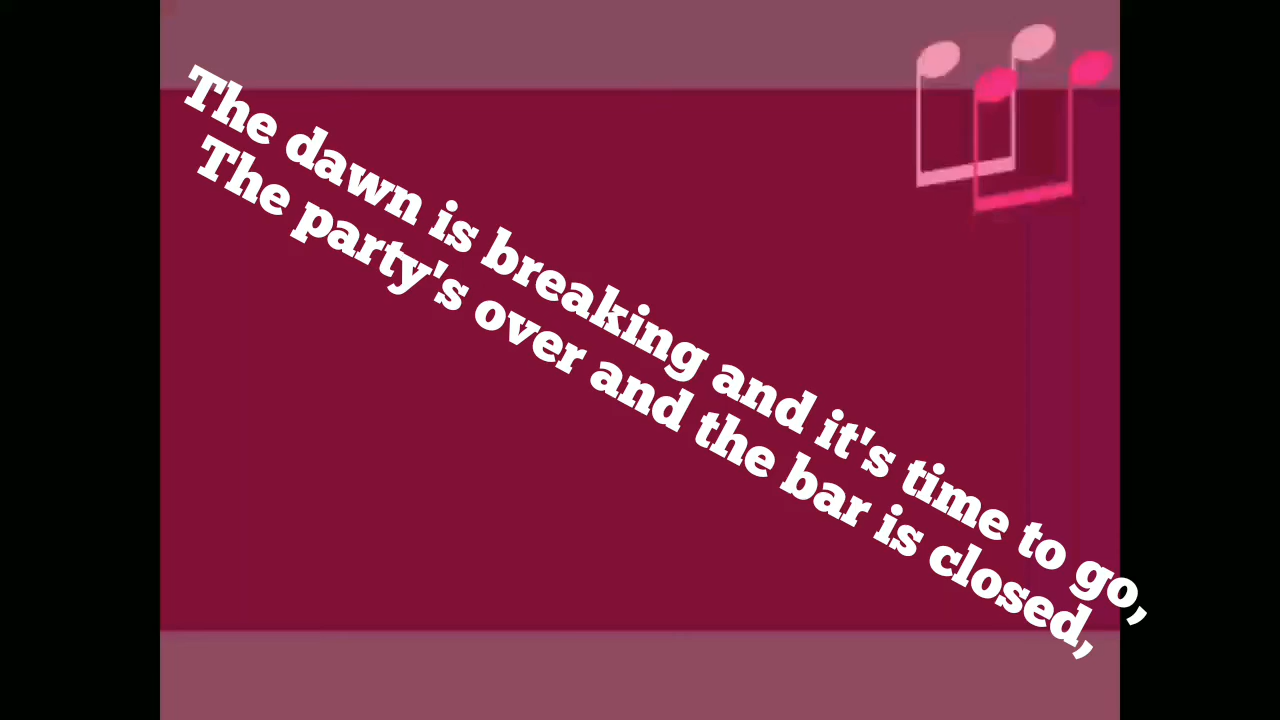 The dawn is breaking and it's time to go,
The party's over and the bar is closed,